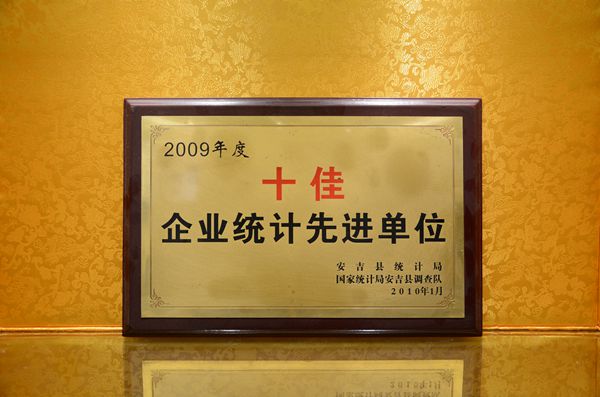 2009年度
十佳
企业统计先进单位
安吉县统计局
国家统计局安吉县调查队
2010年1月